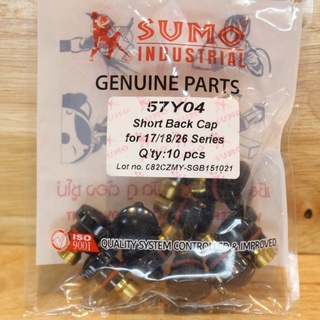 SUMO
INDUSTRIAL
GENUINE PARTS
57Y04
Short Back Cap
for 17/18/26 Series
Q'ty:10 pcs
Lot no. C82CZMY-SGB151021
ISO
9001
QUALITY SYSTEM CONTROLLED & IMPROVED